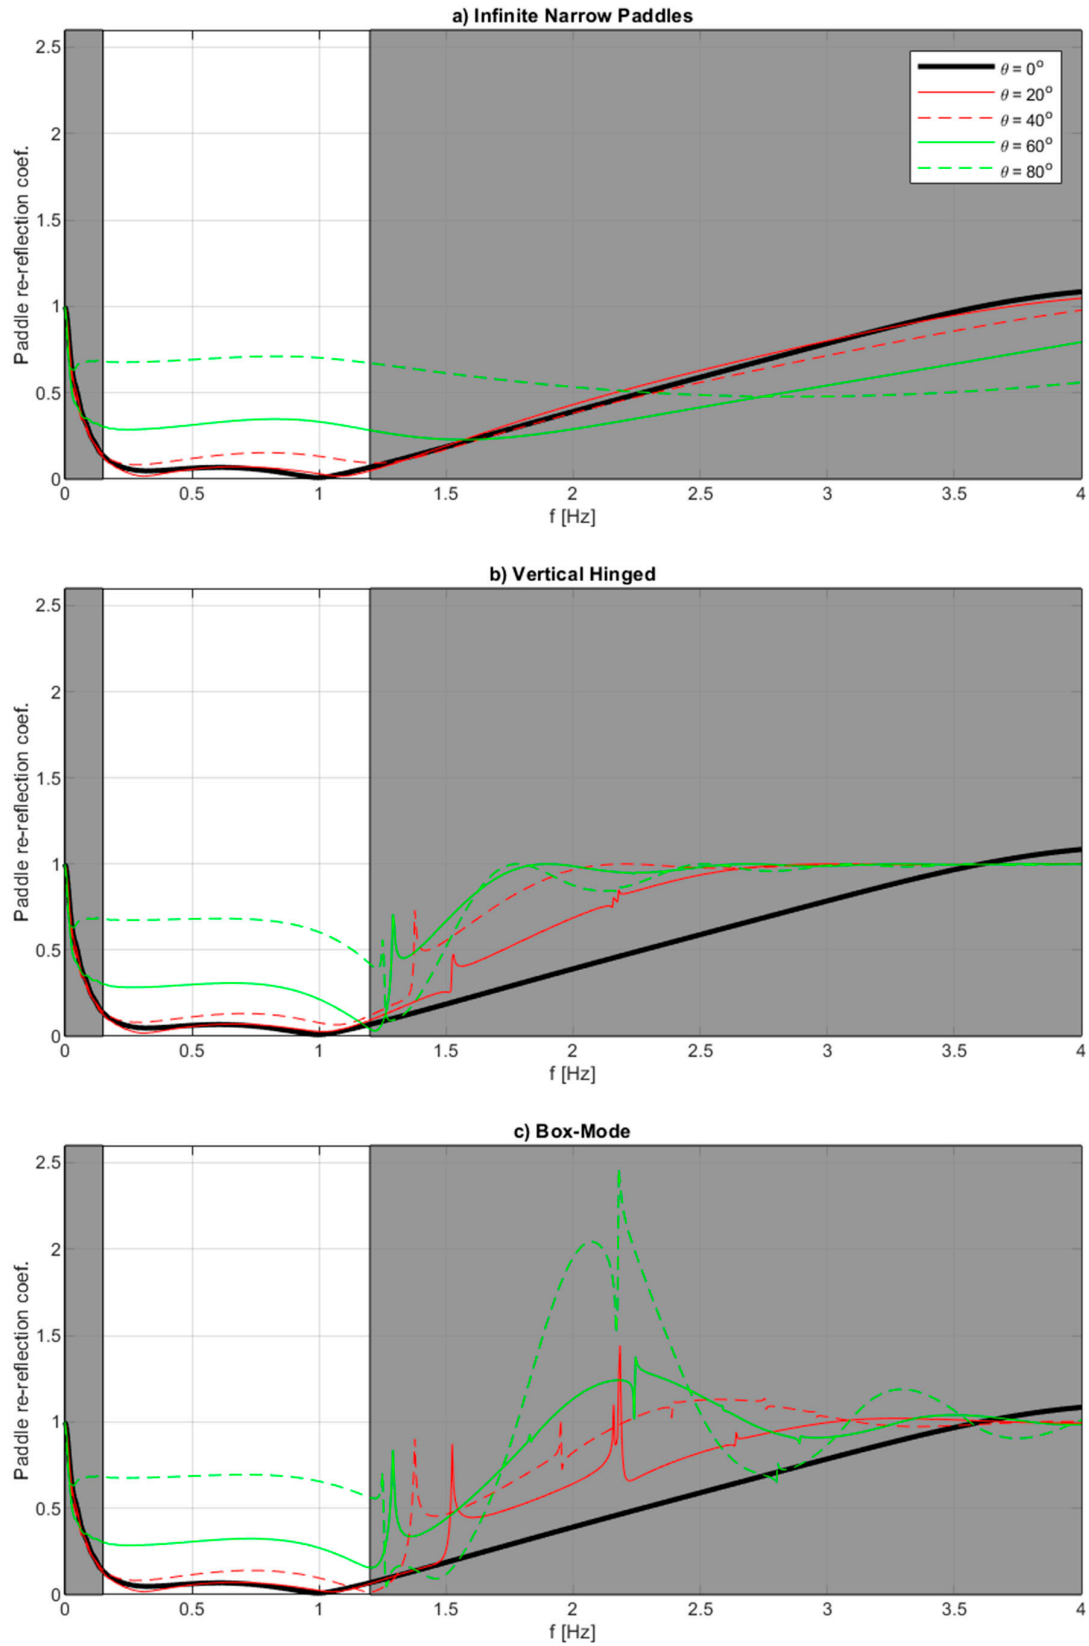 a) Infinite Narrow Paddles
2.5
2
1.5
1
0.5
0
Paddle re-reflection coef.
θ = 0°
θ = 20°
θ = 40°
θ = 60°
θ = 80°
0 0.5 1 1.5 2 2.5 3 3.5 4
f [Hz]
b) Vertical Hinged
2.5
2
1.5
1
0.5
0
Paddle re-reflection coef.
0 0.5 1 1.5 2 2.5 3 3.5 4
f [Hz]
c) Box-Mode
2.5
2
1.5
1
0.5
0
Paddle re-reflection coef.
0 0.5 1 1.5 2 2.5 3 3.5 4
f [Hz]